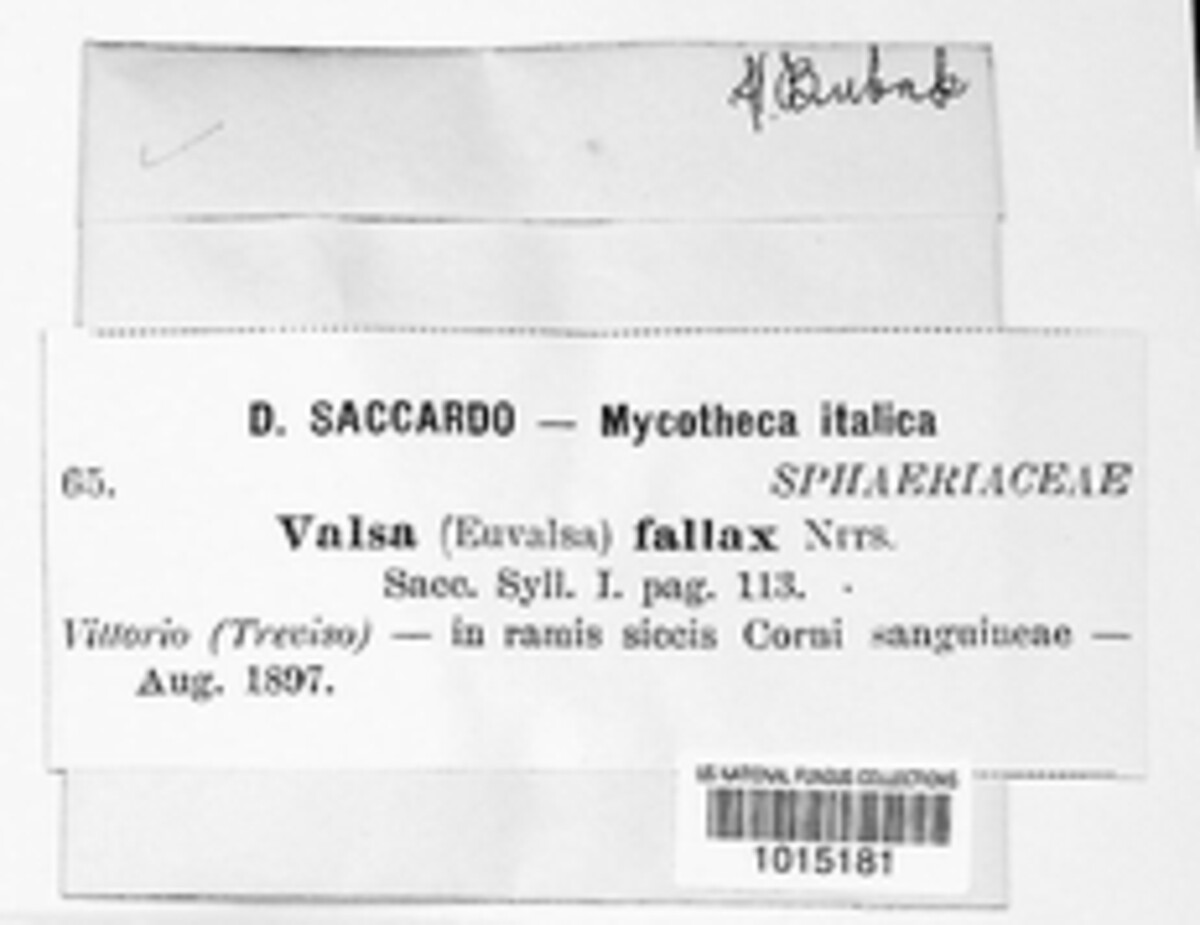 Bubak
D. SACCARDO — Mycotheca italica
65.
SPHAERIACEAE
Valsa (Euvalsa) fallax Nits.
Sacc. Syll. I. pag. 113.
Vittorio (Treviso) — in ramis siccis Corni sanguineae —
Aug. 1897.
US NATIONAL FUNGUS COLLECTIONS
1015181